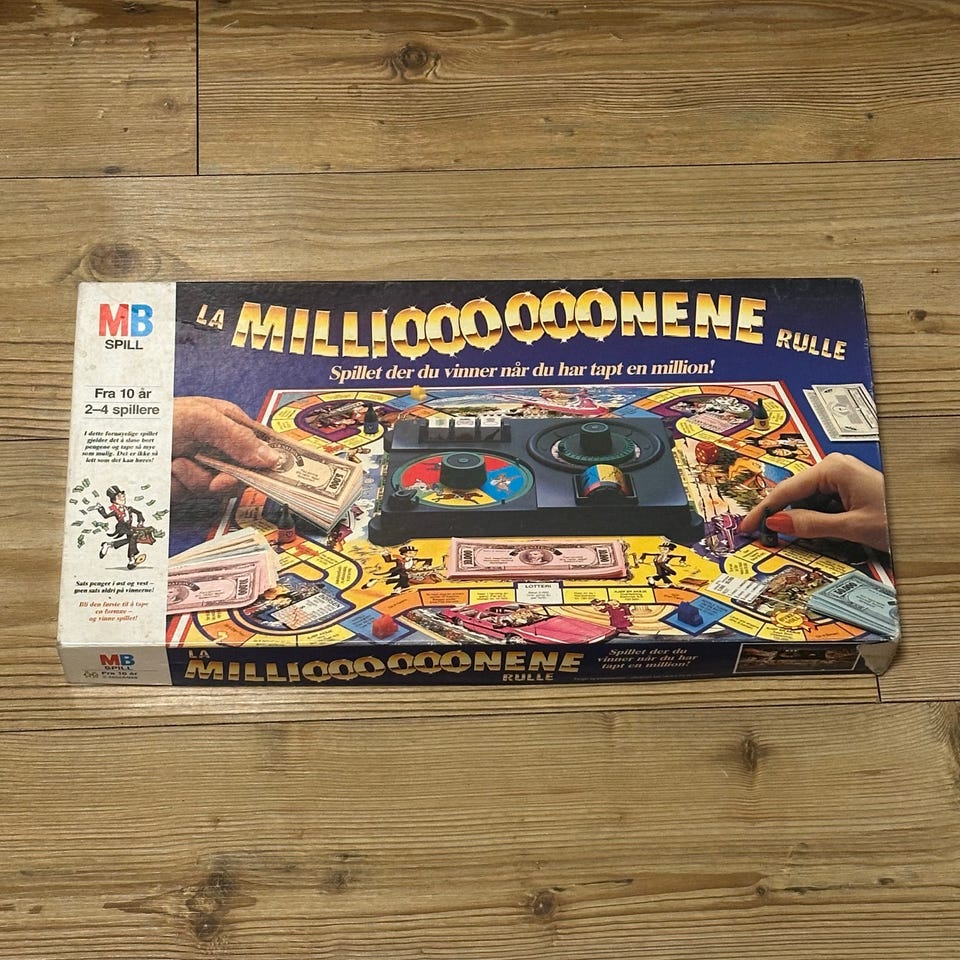 MB
SPILL
Fra 10 år
2–4 spillere
I dette fornøyelige spillet
gjelder det å sløse bort
pengene og tape så mye
som mulig. Det er ikke så
lett som det kan høres!
Sats penger i øst og vest –
men sats aldri på vinnerne!
Bli den første til å tape
en formue –
og vinne spillet!
LA MILLIOOOOOONENE RULLE
Spillet der du vinner når du har tapt en million!
LOTTERI
MB
SPILL
Fra 10 år
LA
MILLIOOOOOONENE
RULLE
Spillet der du
vinner når du har
tapt en million!